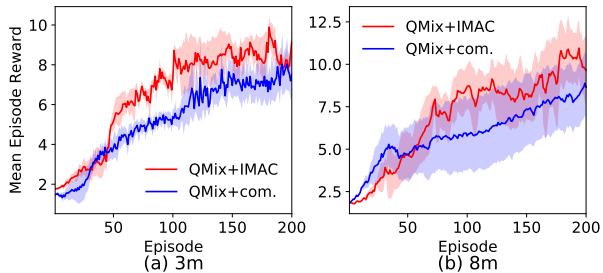 Mean Episode Reward
10
8
6
4
2
QMix+IMAC
QMix+com.
50 100 150 200
Episode
(a) 3m
12.5
10.0
7.5
5.0
2.5
QMix+IMAC
QMix+com.
50 100 150 200
Episode
(b) 8m